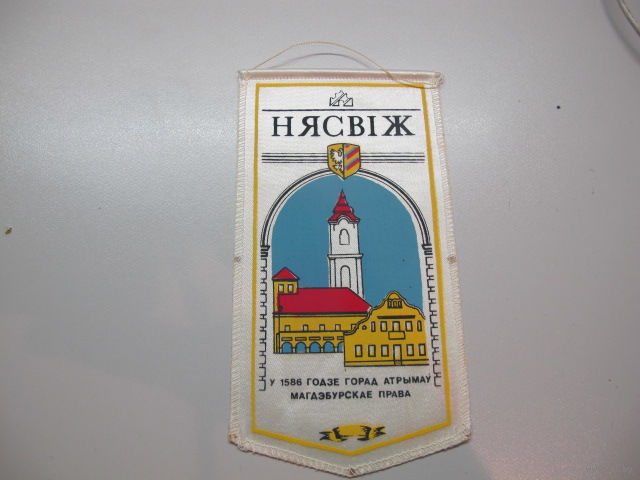 НЯСВІЖ
У 1586 ГОДЗЕ ГОРАД АТРЫМАЎ
МАГДЭБУРСКАЕ ПРАВА